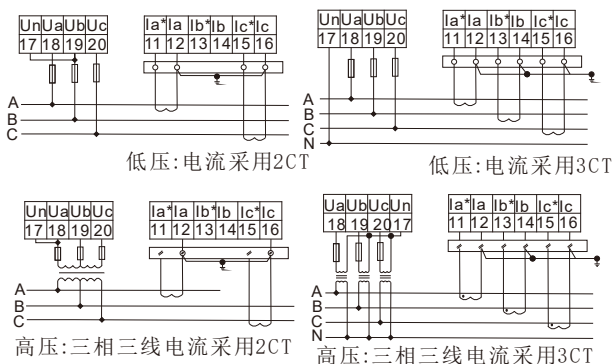 Un Ua Ub Uc
17 18 19 20
Ia* Ia Ib* Ib Ic* Ic
11 12 13 14 15 16
A
B
C
低压:电流采用2CT
Un Ua Ub Uc
17 18 19 20
Ia* Ia Ib* Ib Ic* Ic
11 12 13 14 15 16
A
B
C
N
低压:电流采用3CT
Un Ua Ub Uc
17 18 19 20
Ia* Ia Ib* Ib Ic* Ic
11 12 13 14 15 16
A
B
C
高压:三相三线电流采用2CT
Ua Ub Uc Un
18 19 20 17
Ia* Ia Ib* Ib Ic* Ic
11 12 13 14 15 16
A
B
C
N
高压:三相三线电流采用3CT